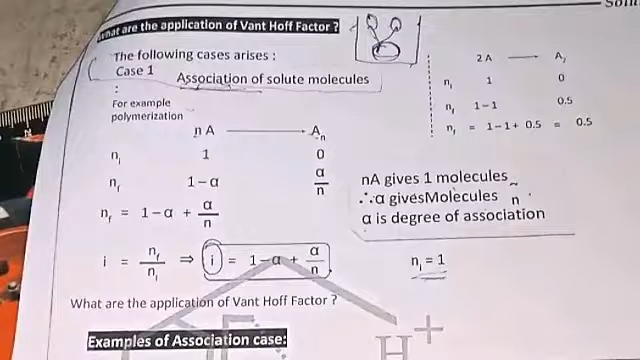 What are the application of Vant Hoff Factor ?
The following cases arises :
Case 1 Association of solute molecules
:
For example
polymerization
nA → Aₙ
nᵢ 1 0
n_f 1-α α/n
n_f = 1-α + α/n
i = n_f/nᵢ ⇒ i = 1-α + α/n
2A → A₂
nᵢ 1 0
n_f 1-1 0.5
n_f = 1-1+ 0.5 = 0.5
nA gives 1 molecules
∴α givesMolecules n
α is degree of association
nᵢ = 1
What are the application of Vant Hoff Factor ?
Examples of Association case:
H⁺